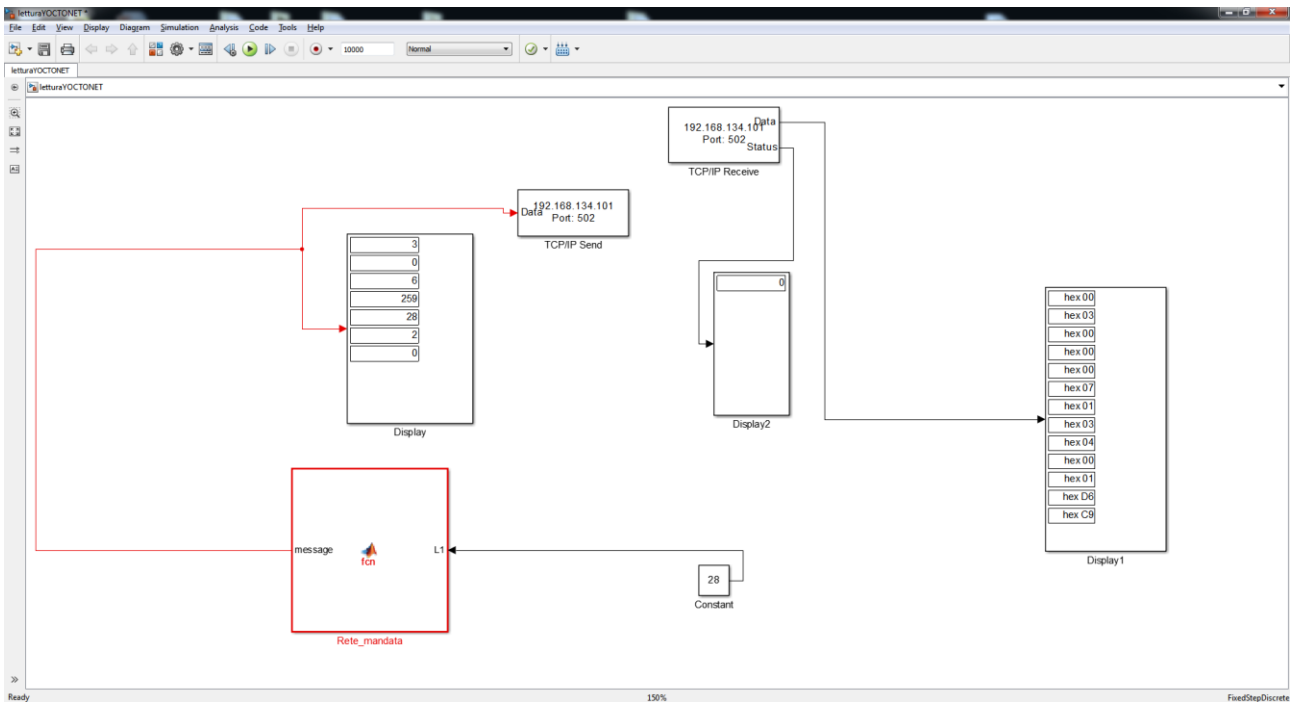 letturaYOCTONET *
File Edit View Display Diagram Simulation Analysis Code Tools Help
10000 Normal
letturaYOCTONET
letturaYOCTONET
192.168.134.101
Port: 502
Data
Status
TCP/IP Receive
192.168.134.101
Port: 502
Data
TCP/IP Send
3
0
6
259
28
2
0
Display
0
Display2
hex 00
hex 03
hex 00
hex 00
hex 00
hex 07
hex 01
hex 03
hex 04
hex 00
hex 01
hex D6
hex C9
Display1
message
fcn
L1
Rete_mandata
28
Constant
Ready 150% FixedStepDiscrete